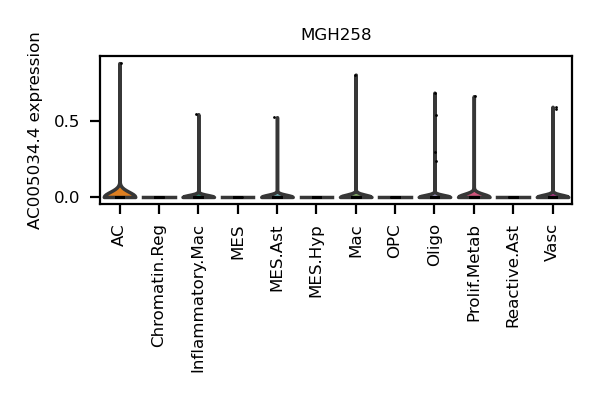 MGH258
AC005034.4 expression
0.5
0.0
AC
Chromatin.Reg
Inflammatory.Mac
MES
MES.Ast
MES.Hyp
Mac
OPC
Oligo
Prolif.Metab
Reactive.Ast
Vasc